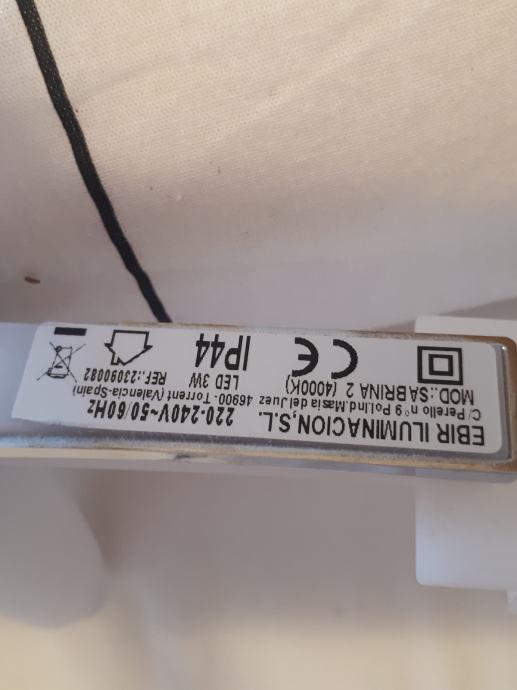 EBIR ILUMINACION,S.L.
220-240V~50/60Hz
C/ Perello n º 9 Pol.Ind.Masia del Juez 46900- Torrent (Valencia-Spain)
MOD.:SABRINA 2 (4000K)
LED 3W
REF.:23090082
CE
IP44